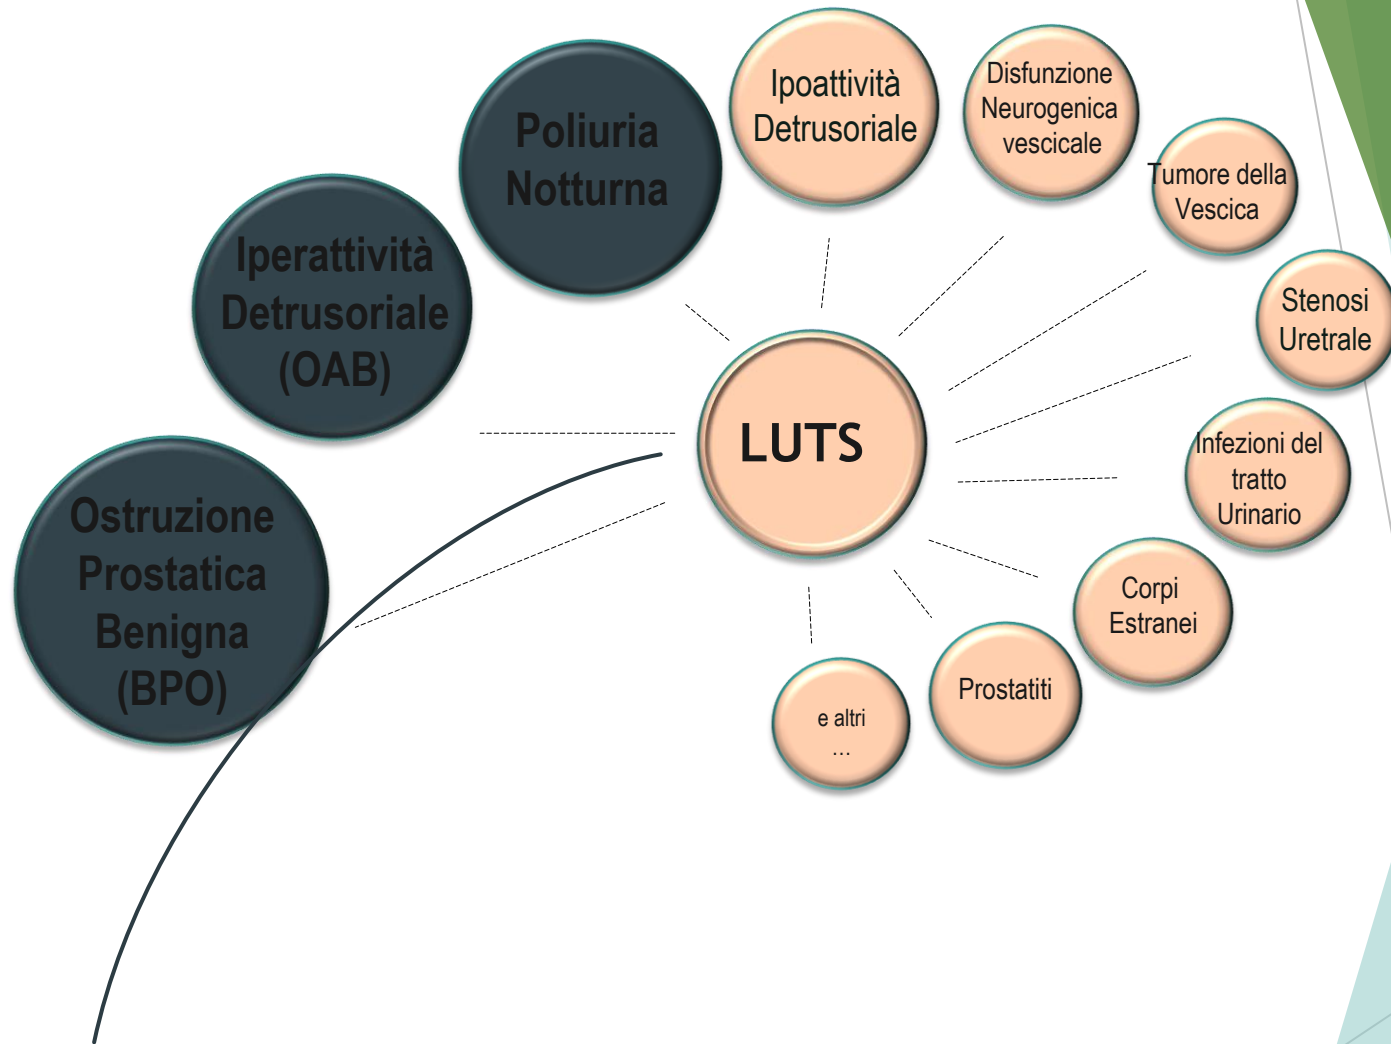 Poliuria
Notturna
Ipoattività
Detrusoriale
Disfunzione
Neurogenica
vescicale
Tumore della
Vescica
Iperattività
Detrusoriale
(OAB)
Stenosi
Uretrale
LUTS
Infezioni del
tratto
Urinario
Ostruzione
Prostatica
Benigna
(BPO)
Corpi
Estranei
Prostatiti
e altri
...